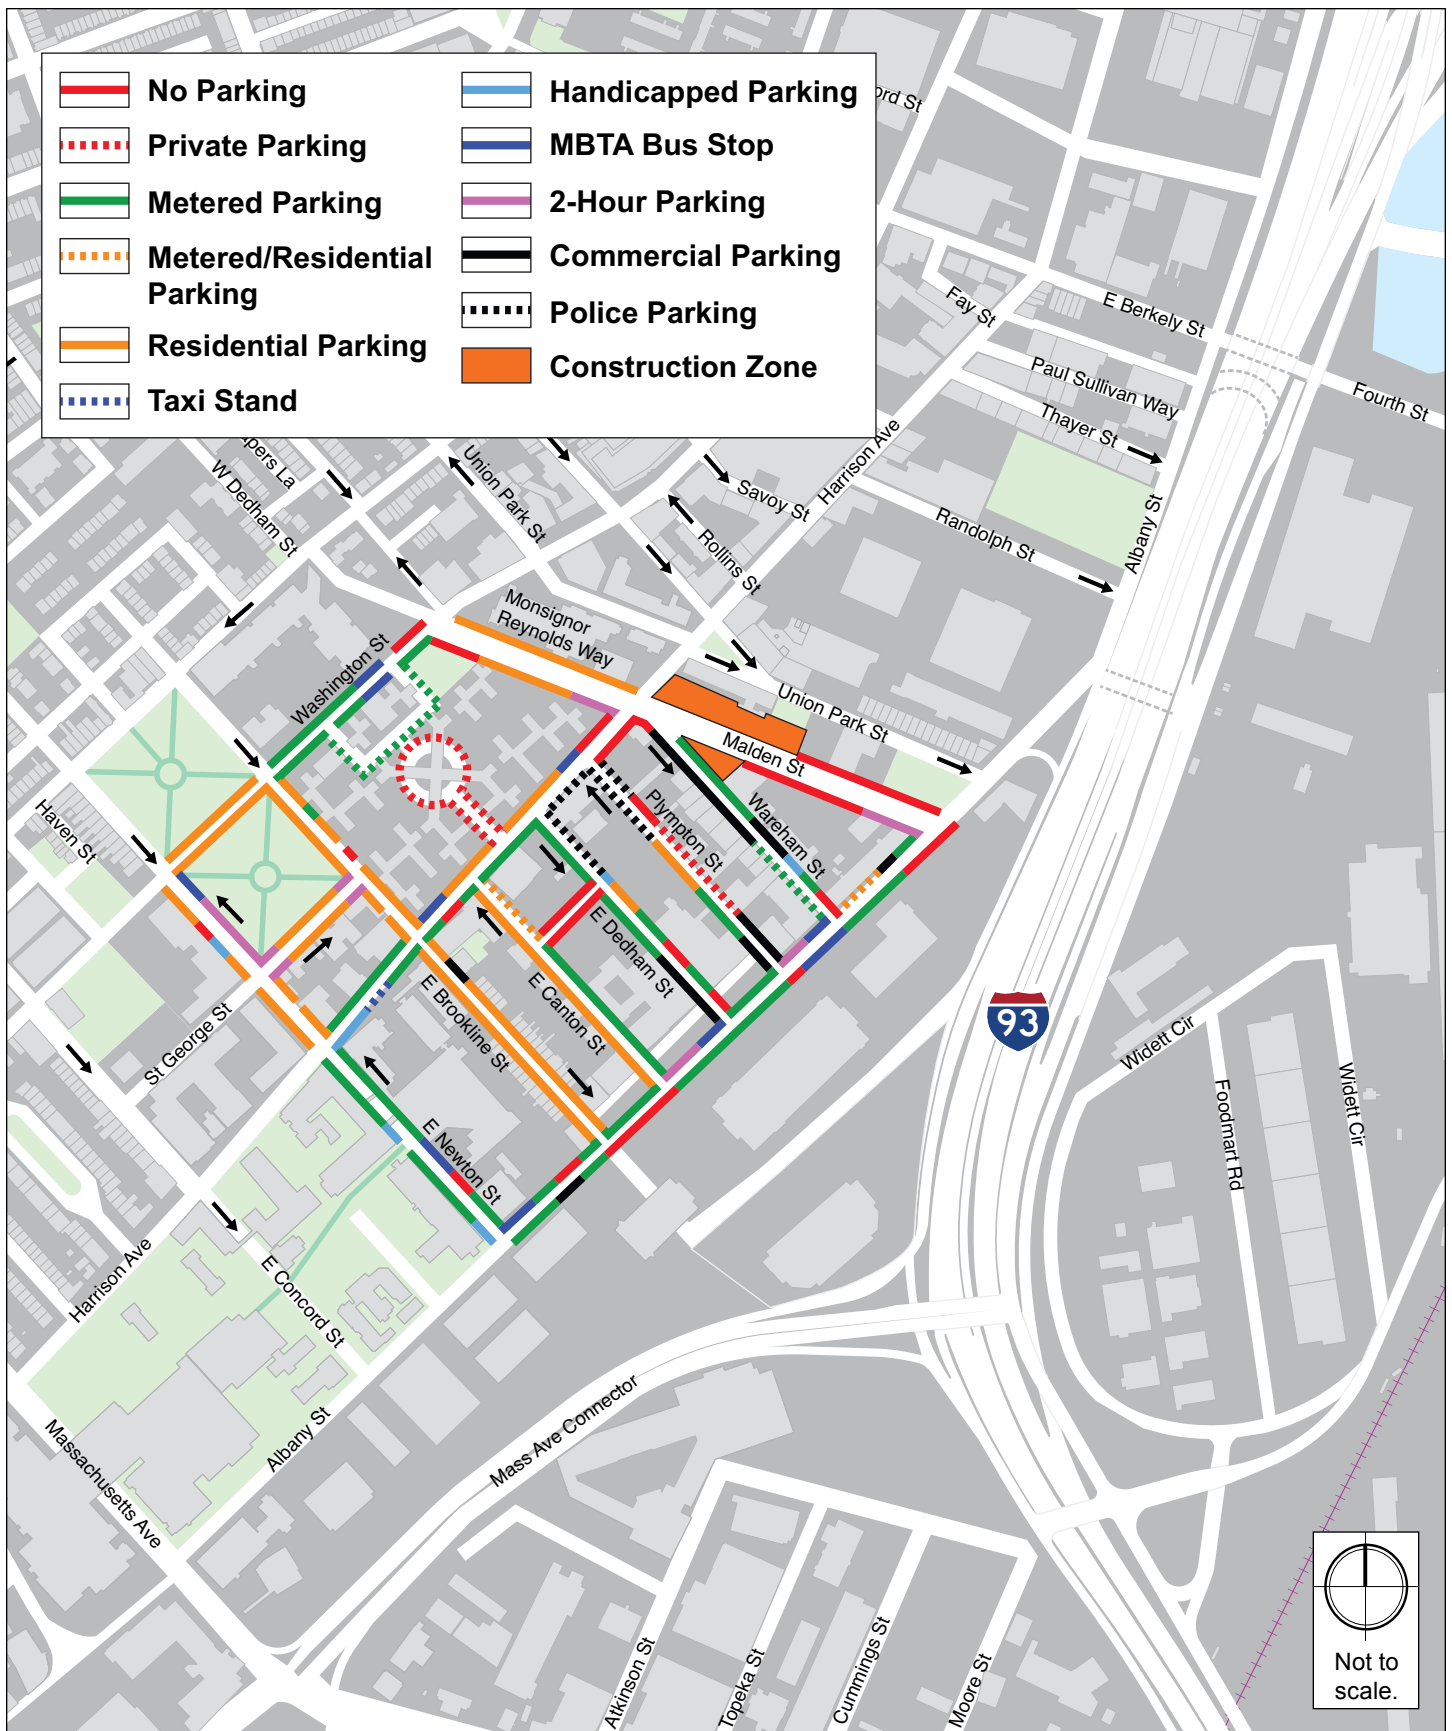 No Parking
Private Parking
Metered Parking
Metered/Residential
Parking
Residential Parking
Taxi Stand
Handicapped Parking
MBTA Bus Stop
2-Hour Parking
Commercial Parking
Police Parking
Construction Zone
ord St
Fay St
E Berkely St
Paul Sullivan Way
Thayer St
Fourth St
Harrison Ave
Albany St
Randolph St
Savoy St
Rollins St
Union Park St
apers La
W Dedham St
Monsignor
Reynolds Way
Washington St
Union Park St
Malden St
Wareham St
Plympton St
Haven St
E Dedham St
E Canton St
E Brookline St
St George St
E Newton St
93
Widett Cir
Foodmart Rd
Widett Cir
Harrison Ave
E Concord St
Albany St
Massachusetts Ave
Mass Ave Connector
Atkinson St
Topeka St
Cummings St
Moore St
Not to
scale.